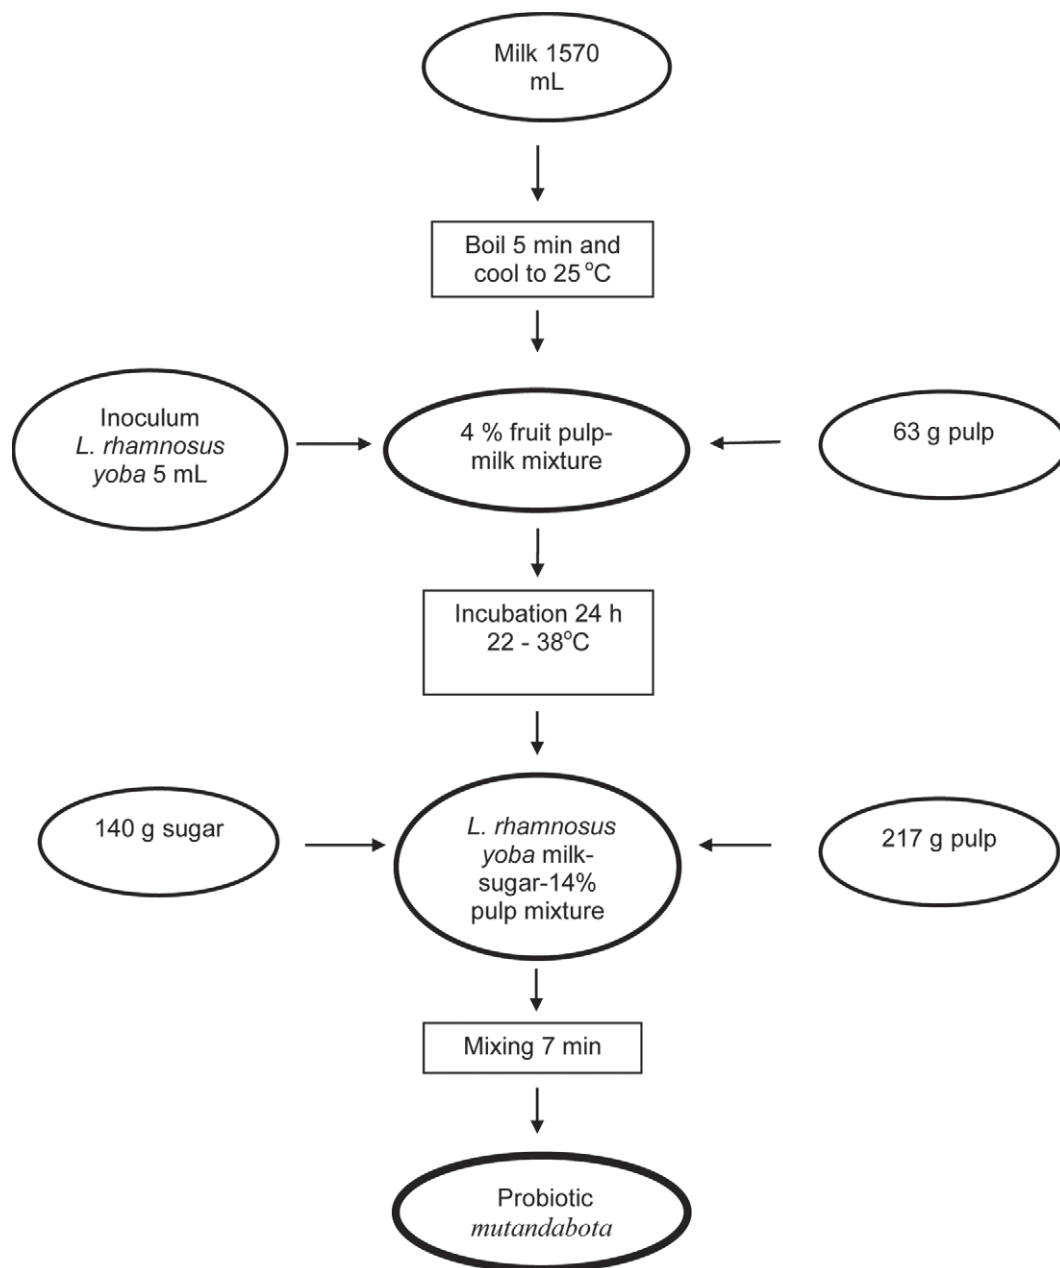 Milk 1570
mL
Boil 5 min and
cool to 25 °C
Inoculum
L. rhamnosus
yoba 5 mL
4 % fruit pulp-
milk mixture
63 g pulp
Incubation 24 h
22 - 38°C
140 g sugar
L. rhamnosus
yoba milk-
sugar-14%
pulp mixture
217 g pulp
Mixing 7 min
Probiotic
mutandabota